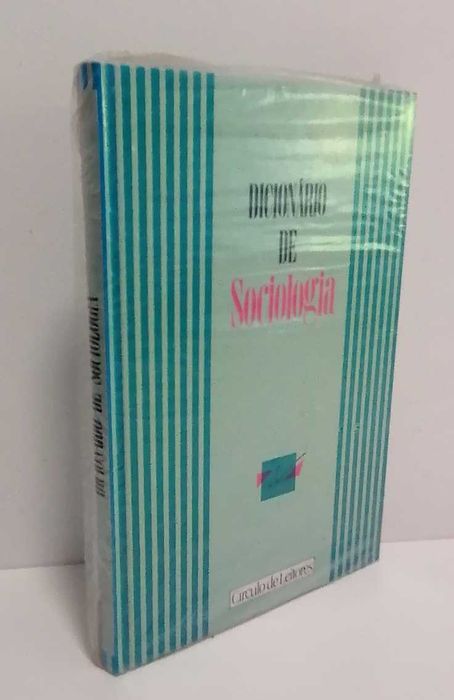 DICIONÁRIO
DE
Sociologia
Círculo de Leitores
DICIONÁRIO DE SOCIOLOGIA